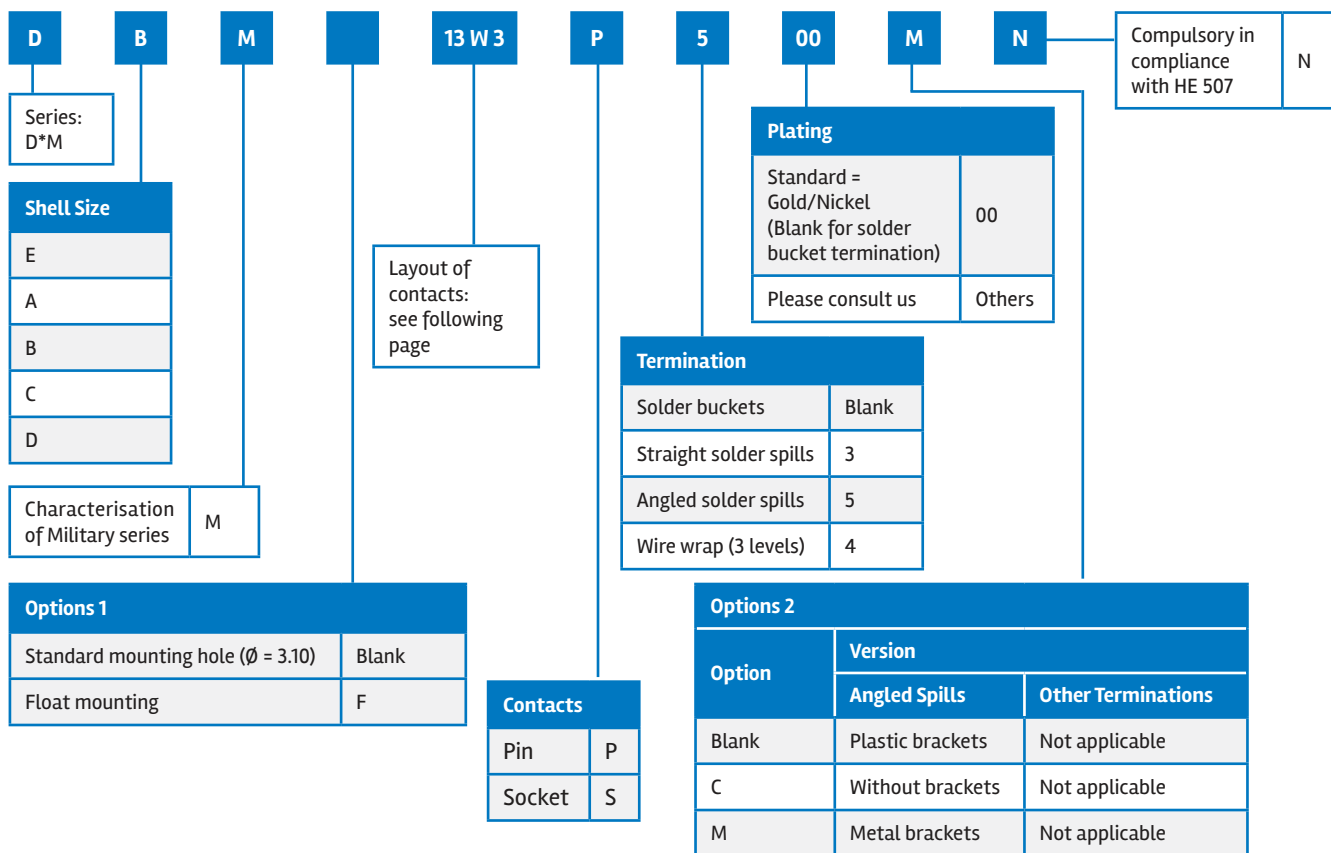 D B M 13 W 3 P 5 00 M N
Compulsory in
compliance
with HE 507
N
Series:
D*M
Shell Size
E
A
B
C
D
Characterisation
of Military series
M
Layout of
contacts:
see following
page
Plating
Standard =
Gold/Nickel
(Blank for solder
bucket termination)
00
Please consult us Others
Termination
Solder buckets Blank
Straight solder spills 3
Angled solder spills 5
Wire wrap (3 levels) 4
Options 1
Standard mounting hole (Ø = 3.10) Blank
Float mounting F
Contacts
Pin P
Socket S
Options 2
Option
Version
Angled Spills Other Terminations
Blank Plastic brackets Not applicable
C Without brackets Not applicable
M Metal brackets Not applicable